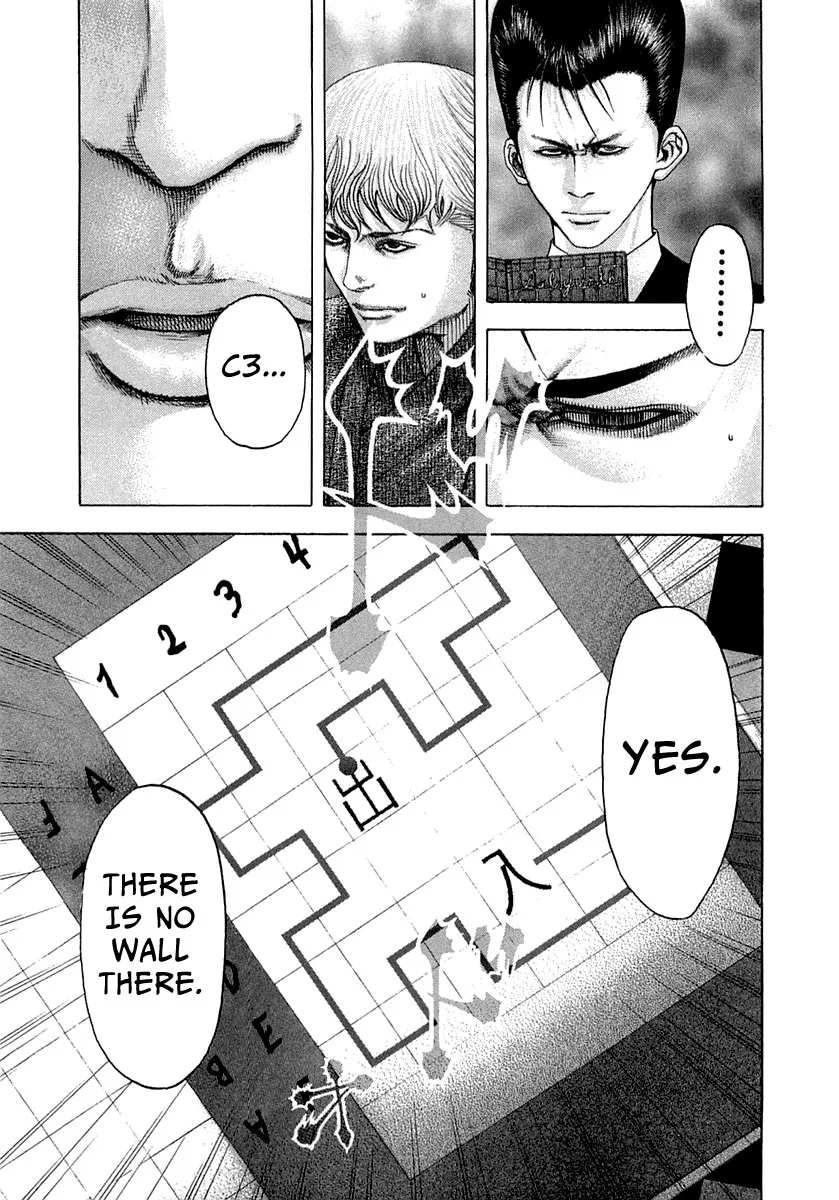 .......
C3...
YES.
1 2 3 4
A
出
入
THERE
IS NO
WALL
THERE.
D
E
B
A